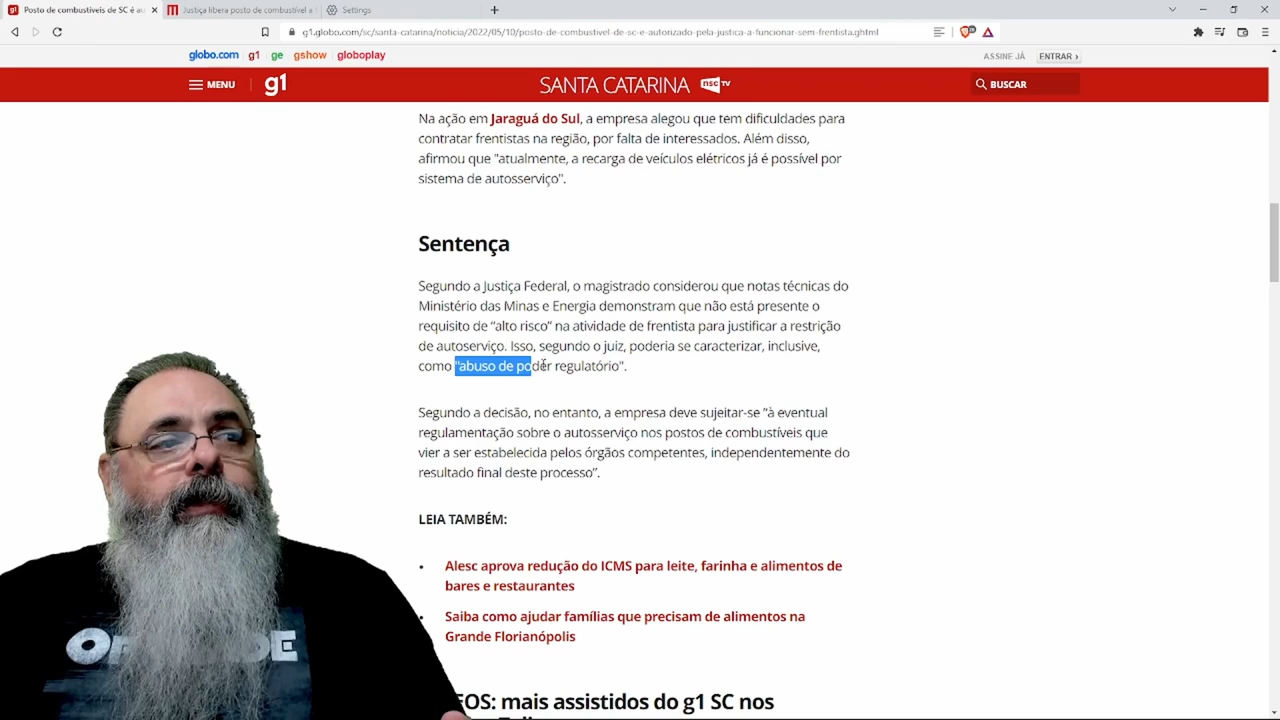 Posto de combustíveis de SC é au
Justiça libera posto de combustível a
Settings
g1.globo.com/sc/santa-catarina/noticia/2022/05/10/posto-de-combustivel-de-sc-e-autorizado-pela-justica-a-funcionar-sem-frentista.ghtml
globo.com g1 ge gshow globoplay
ASSINE JÁ
ENTRAR ›
MENU
g1
SANTA CATARINA
nsc TV
BUSCAR
Na ação em Jaraguá do Sul, a empresa alegou que tem dificuldades para
contratar frentistas na região, por falta de interessados. Além disso,
afirmou que "atualmente, a recarga de veículos elétricos já é possível por
sistema de autosserviço".
Sentença
Segundo a Justiça Federal, o magistrado considerou que notas técnicas do
Ministério das Minas e Energia demonstram que não está presente o
requisito de “alto risco” na atividade de frentista para justificar a restrição
de autoserviço. Isso, segundo o juiz, poderia se caracterizar, inclusive,
como "abuso de poder regulatório".
Segundo a decisão, no entanto, a empresa deve sujeitar-se “à eventual
regulamentação sobre o autosserviço nos postos de combustíveis que
vier a ser estabelecida pelos órgãos competentes, independentemente do
resultado final deste processo”.
LEIA TAMBÉM:
• Alesc aprova redução do ICMS para leite, farinha e alimentos de
bares e restaurantes
• Saiba como ajudar famílias que precisam de alimentos na
Grande Florianópolis
EOS: mais assistidos do g1 SC nos